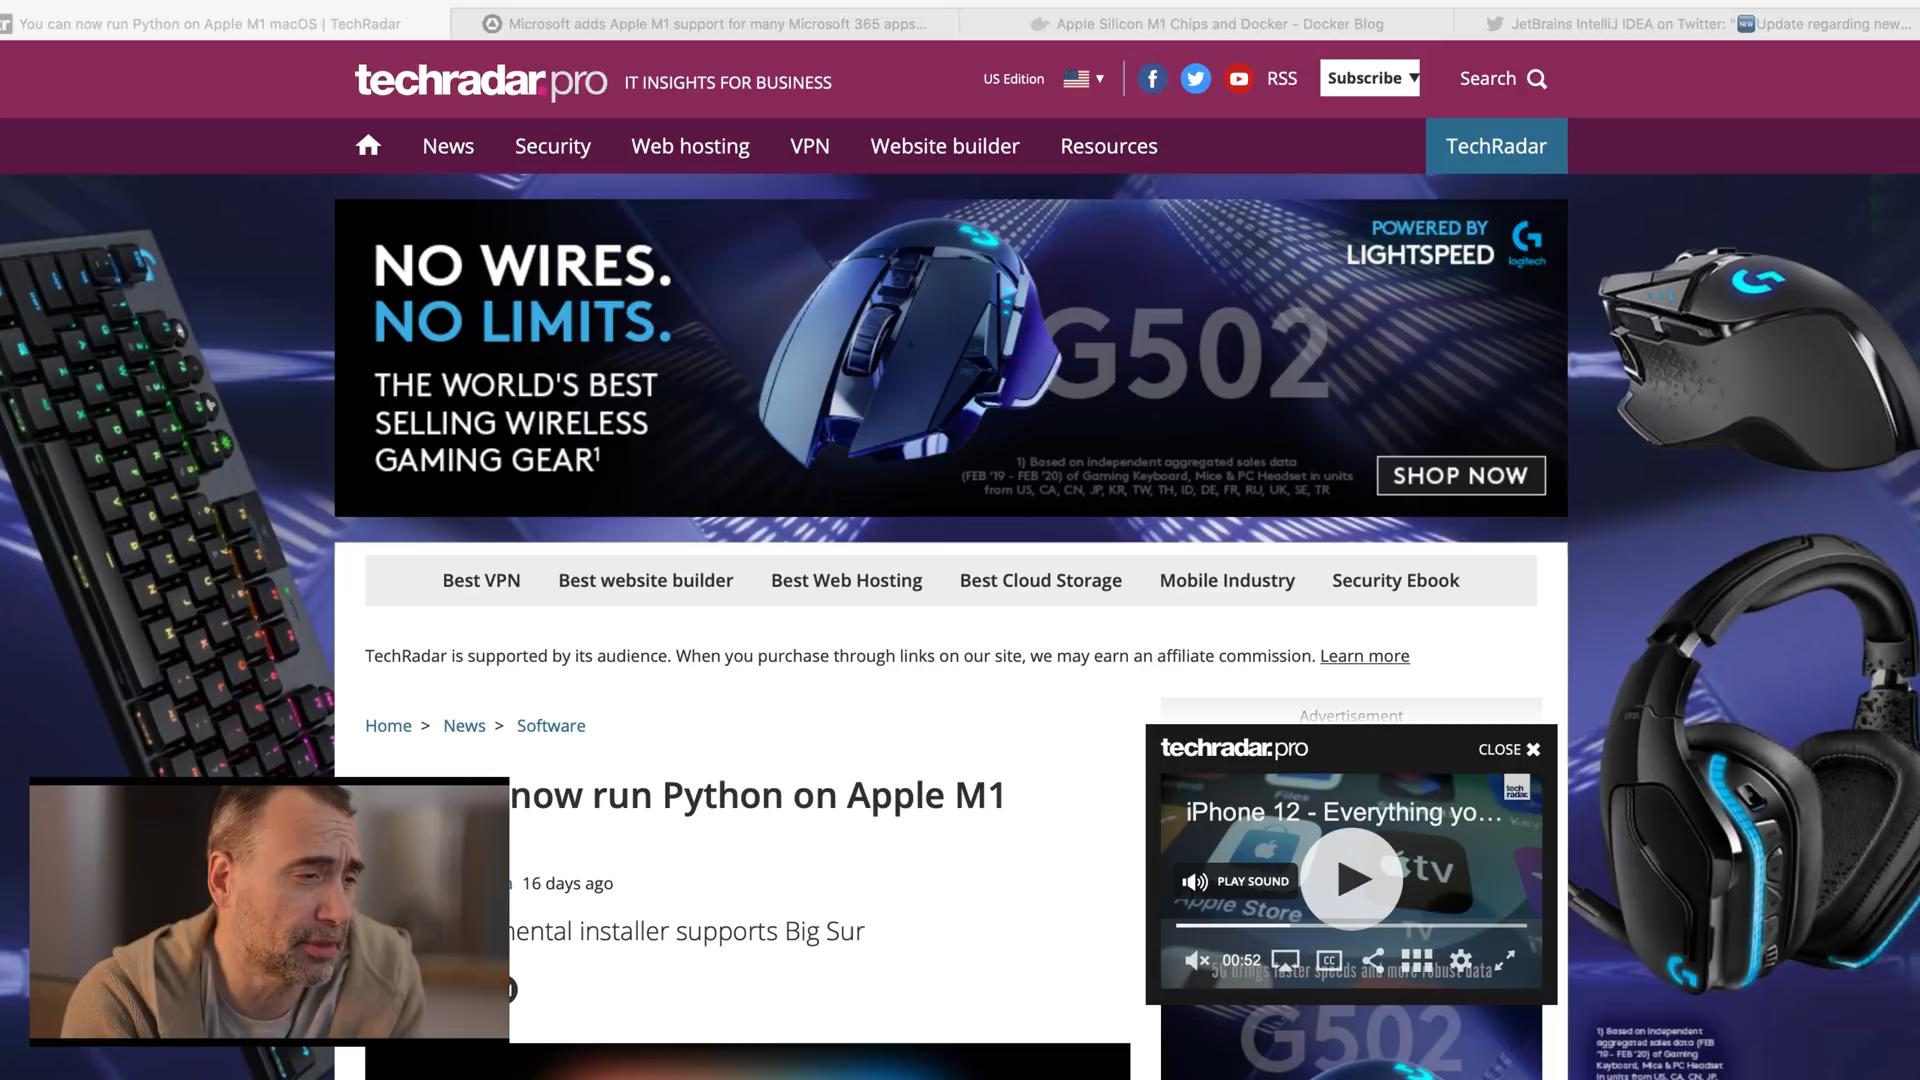 You can now run Python on Apple M1 macOS | TechRadar
Microsoft adds Apple M1 support for many Microsoft 365 apps...
Apple Silicon M1 Chips and Docker - Docker Blog
JetBrains IntelliJ IDEA on Twitter: "🆕Update regarding new...
techradar.pro IT INSIGHTS FOR BUSINESS
US Edition
RSS
Subscribe
Search
News
Security
Web hosting
VPN
Website builder
Resources
TechRadar
NO WIRES.
NO LIMITS.
THE WORLD'S BEST
SELLING WIRELESS
GAMING GEAR¹
G502
POWERED BY
LIGHTSPEED
logitech
1) Based on independent aggregated sales data
(FEB '19 - FEB '20) of Gaming Keyboard, Mice & PC Headset in units
from US, CA, CN, JP, KR, TW, TH, ID, DE, FR, RU, UK, SE, TR
SHOP NOW
Best VPN
Best website builder
Best Web Hosting
Best Cloud Storage
Mobile Industry
Security Ebook
TechRadar is supported by its audience. When you purchase through links on our site, we may earn an affiliate commission. Learn more
Home > News > Software
now run Python on Apple M1
16 days ago
mental installer supports Big Sur
Advertisement
techradar.pro
CLOSE
tech
radar.
iPhone 12 - Everything yo...
PLAY SOUND
Files
tv
Apple Store
TV
00:52
CC
5G brings faster speeds and more robust data
G502
1) Based on independent
aggregated sales data (FEB
'19 - FEB '20) of Gaming
Keyboard, Mice & PC Headset
in units from US, CA, CN, JP,